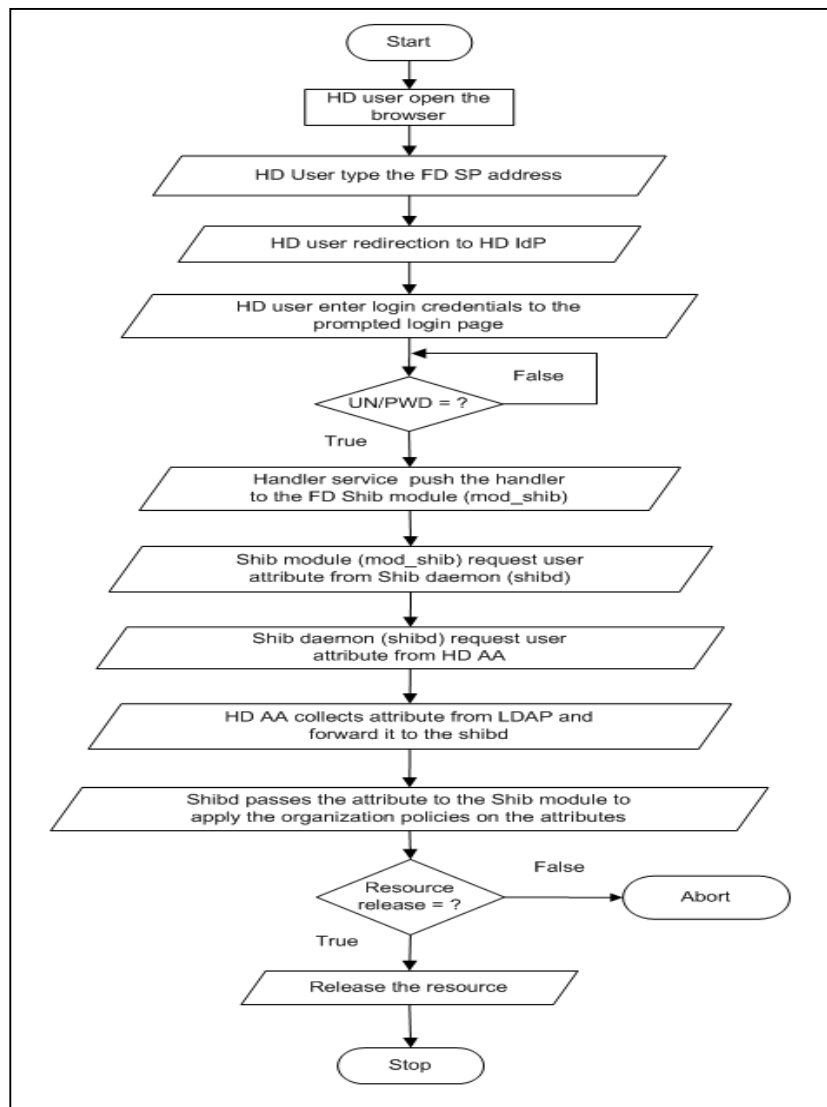 Start
HD user open the
browser
HD User type the FD SP address
HD user redirection to HD IdP
HD user enter login credentials to the
prompted login page
False
UN/PWD = ?
True
Handler service push the handler
to the FD Shib module (mod_shib)
Shib module (mod_shib) request user
attribute from Shib daemon (shibd)
Shib daemon (shibd) request user
attribute from HD AA
HD AA collects attribute from LDAP and
forward it to the shibd
Shibd passes the attribute to the Shib module to
apply the organization policies on the attributes
False
Resource
release = ?
Abort
True
Release the resource
Stop